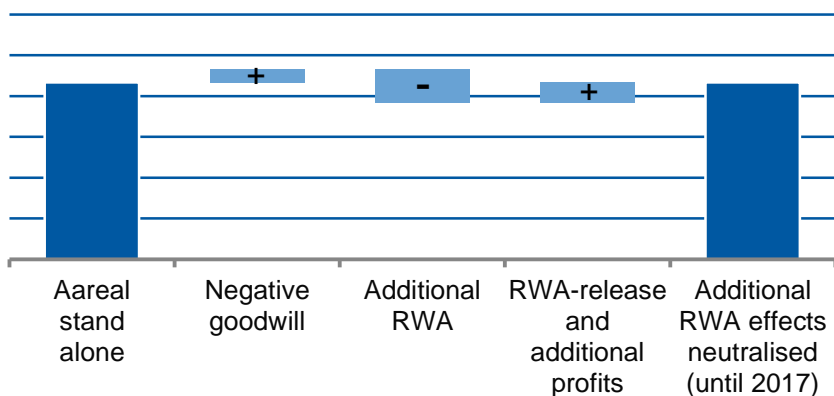 +
-
+
Aareal
stand
alone
Negative
goodwill
Additional
RWA
RWA-release
and
additional
profits
Additional
RWA effects
neutralised
(until 2017)